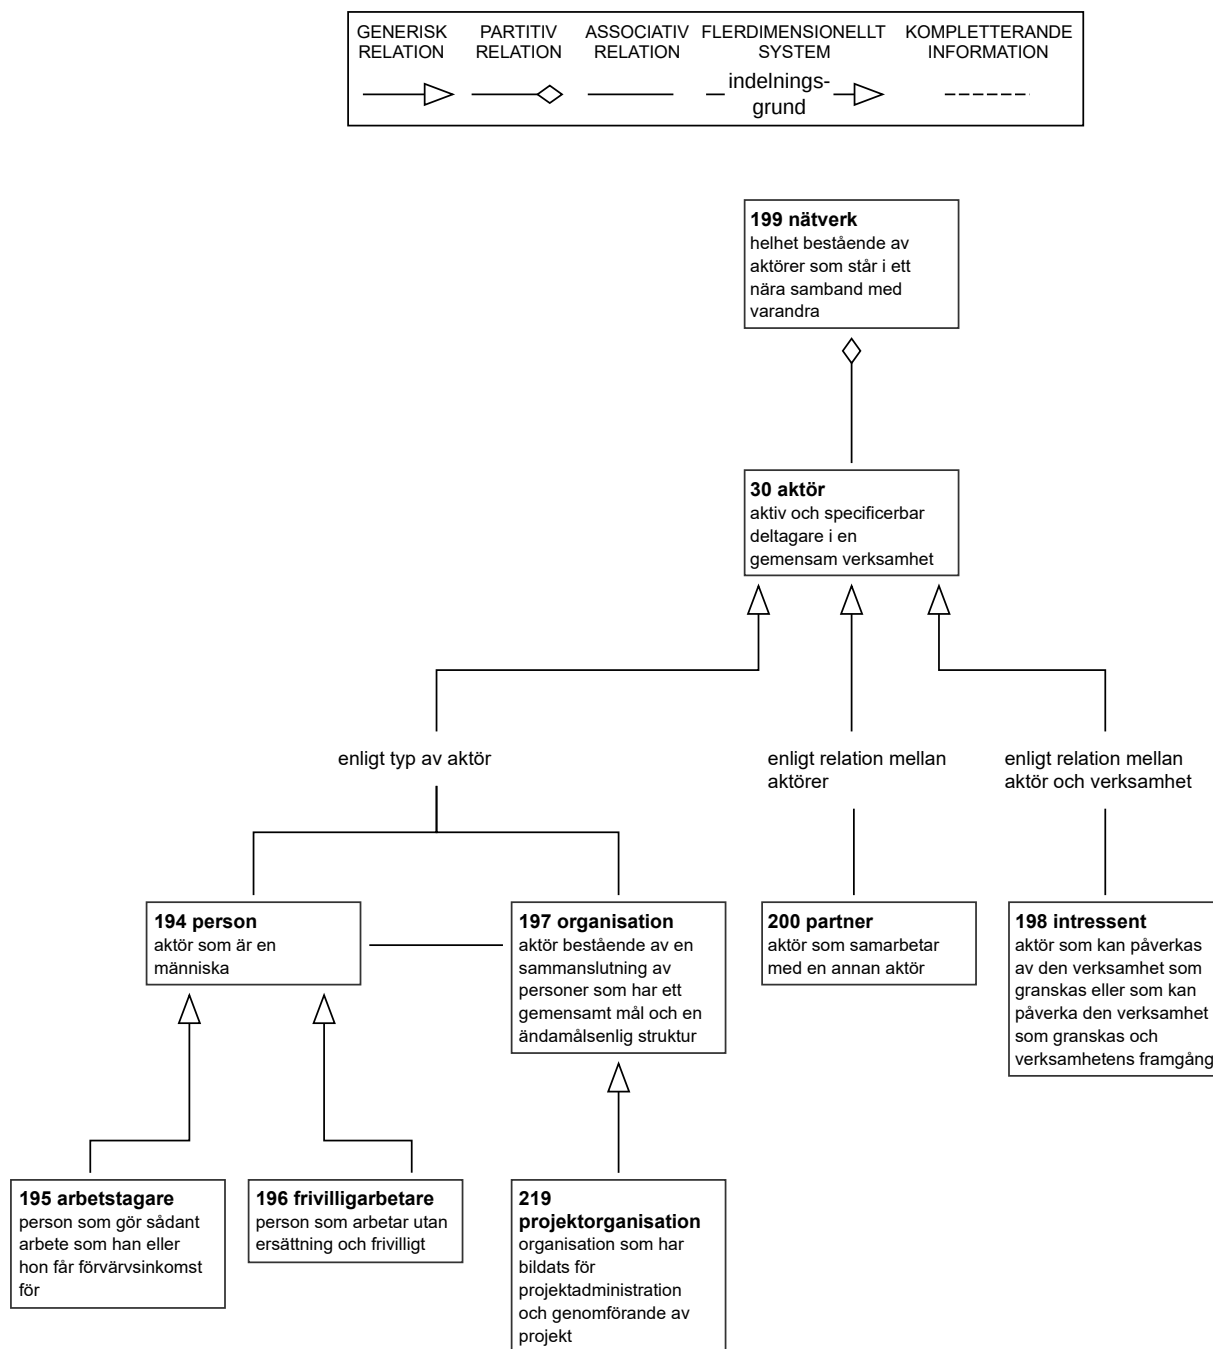 GENERISK
RELATION
PARTITIV
RELATION
ASSOCIATIV
RELATION
FLERDIMENSIONELLT
SYSTEM
KOMPLETTERANDE
INFORMATION
indelnings-
grund
199 nätverk
helhet bestående av
aktörer som står i ett
nära samband med
varandra
30 aktör
aktiv och specificerbar
deltagare i en
gemensam verksamhet
enligt typ av aktör
enligt relation mellan
aktörer
enligt relation mellan
aktör och verksamhet
194 person
aktör som är en
människa
197 organisation
aktör bestående av en
sammanslutning av
personer som har ett
gemensamt mål och en
ändamålsenlig struktur
200 partner
aktör som samarbetar
med en annan aktör
198 intressent
aktör som kan påverkas
av den verksamhet som
granskas eller som kan
påverka den verksamhet
som granskas och
verksamhetens framgång
195 arbetstagare
person som gör sådant
arbete som han eller
hon får förvärvsinkomst
för
196 frivilligarbetare
person som arbetar utan
ersättning och frivilligt
219
projektorganisation
organisation som har
bildats för
projektadministration
och genomförande av
projekt